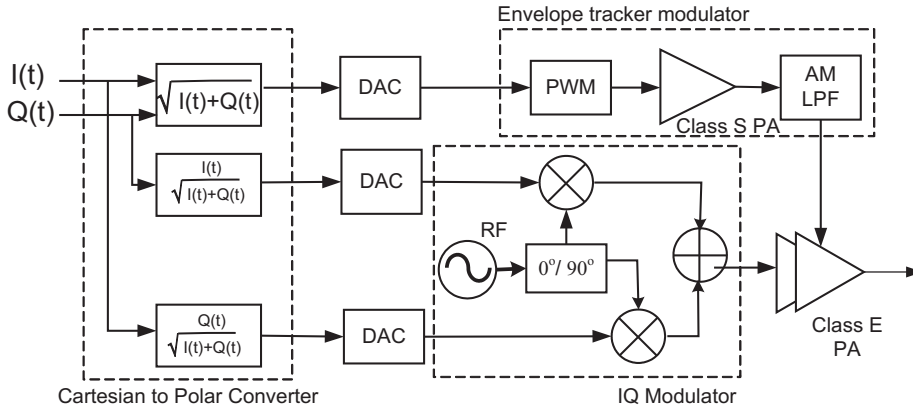 Envelope tracker modulator
I(t)
Q(t)
√I(t)+Q(t)
DAC
PWM
Class S PA
AM
LPF
I(t)
√I(t)+Q(t)
DAC
RF
0°/ 90°
Q(t)
√I(t)+Q(t)
DAC
Class E
PA
Cartesian to Polar Converter
IQ Modulator